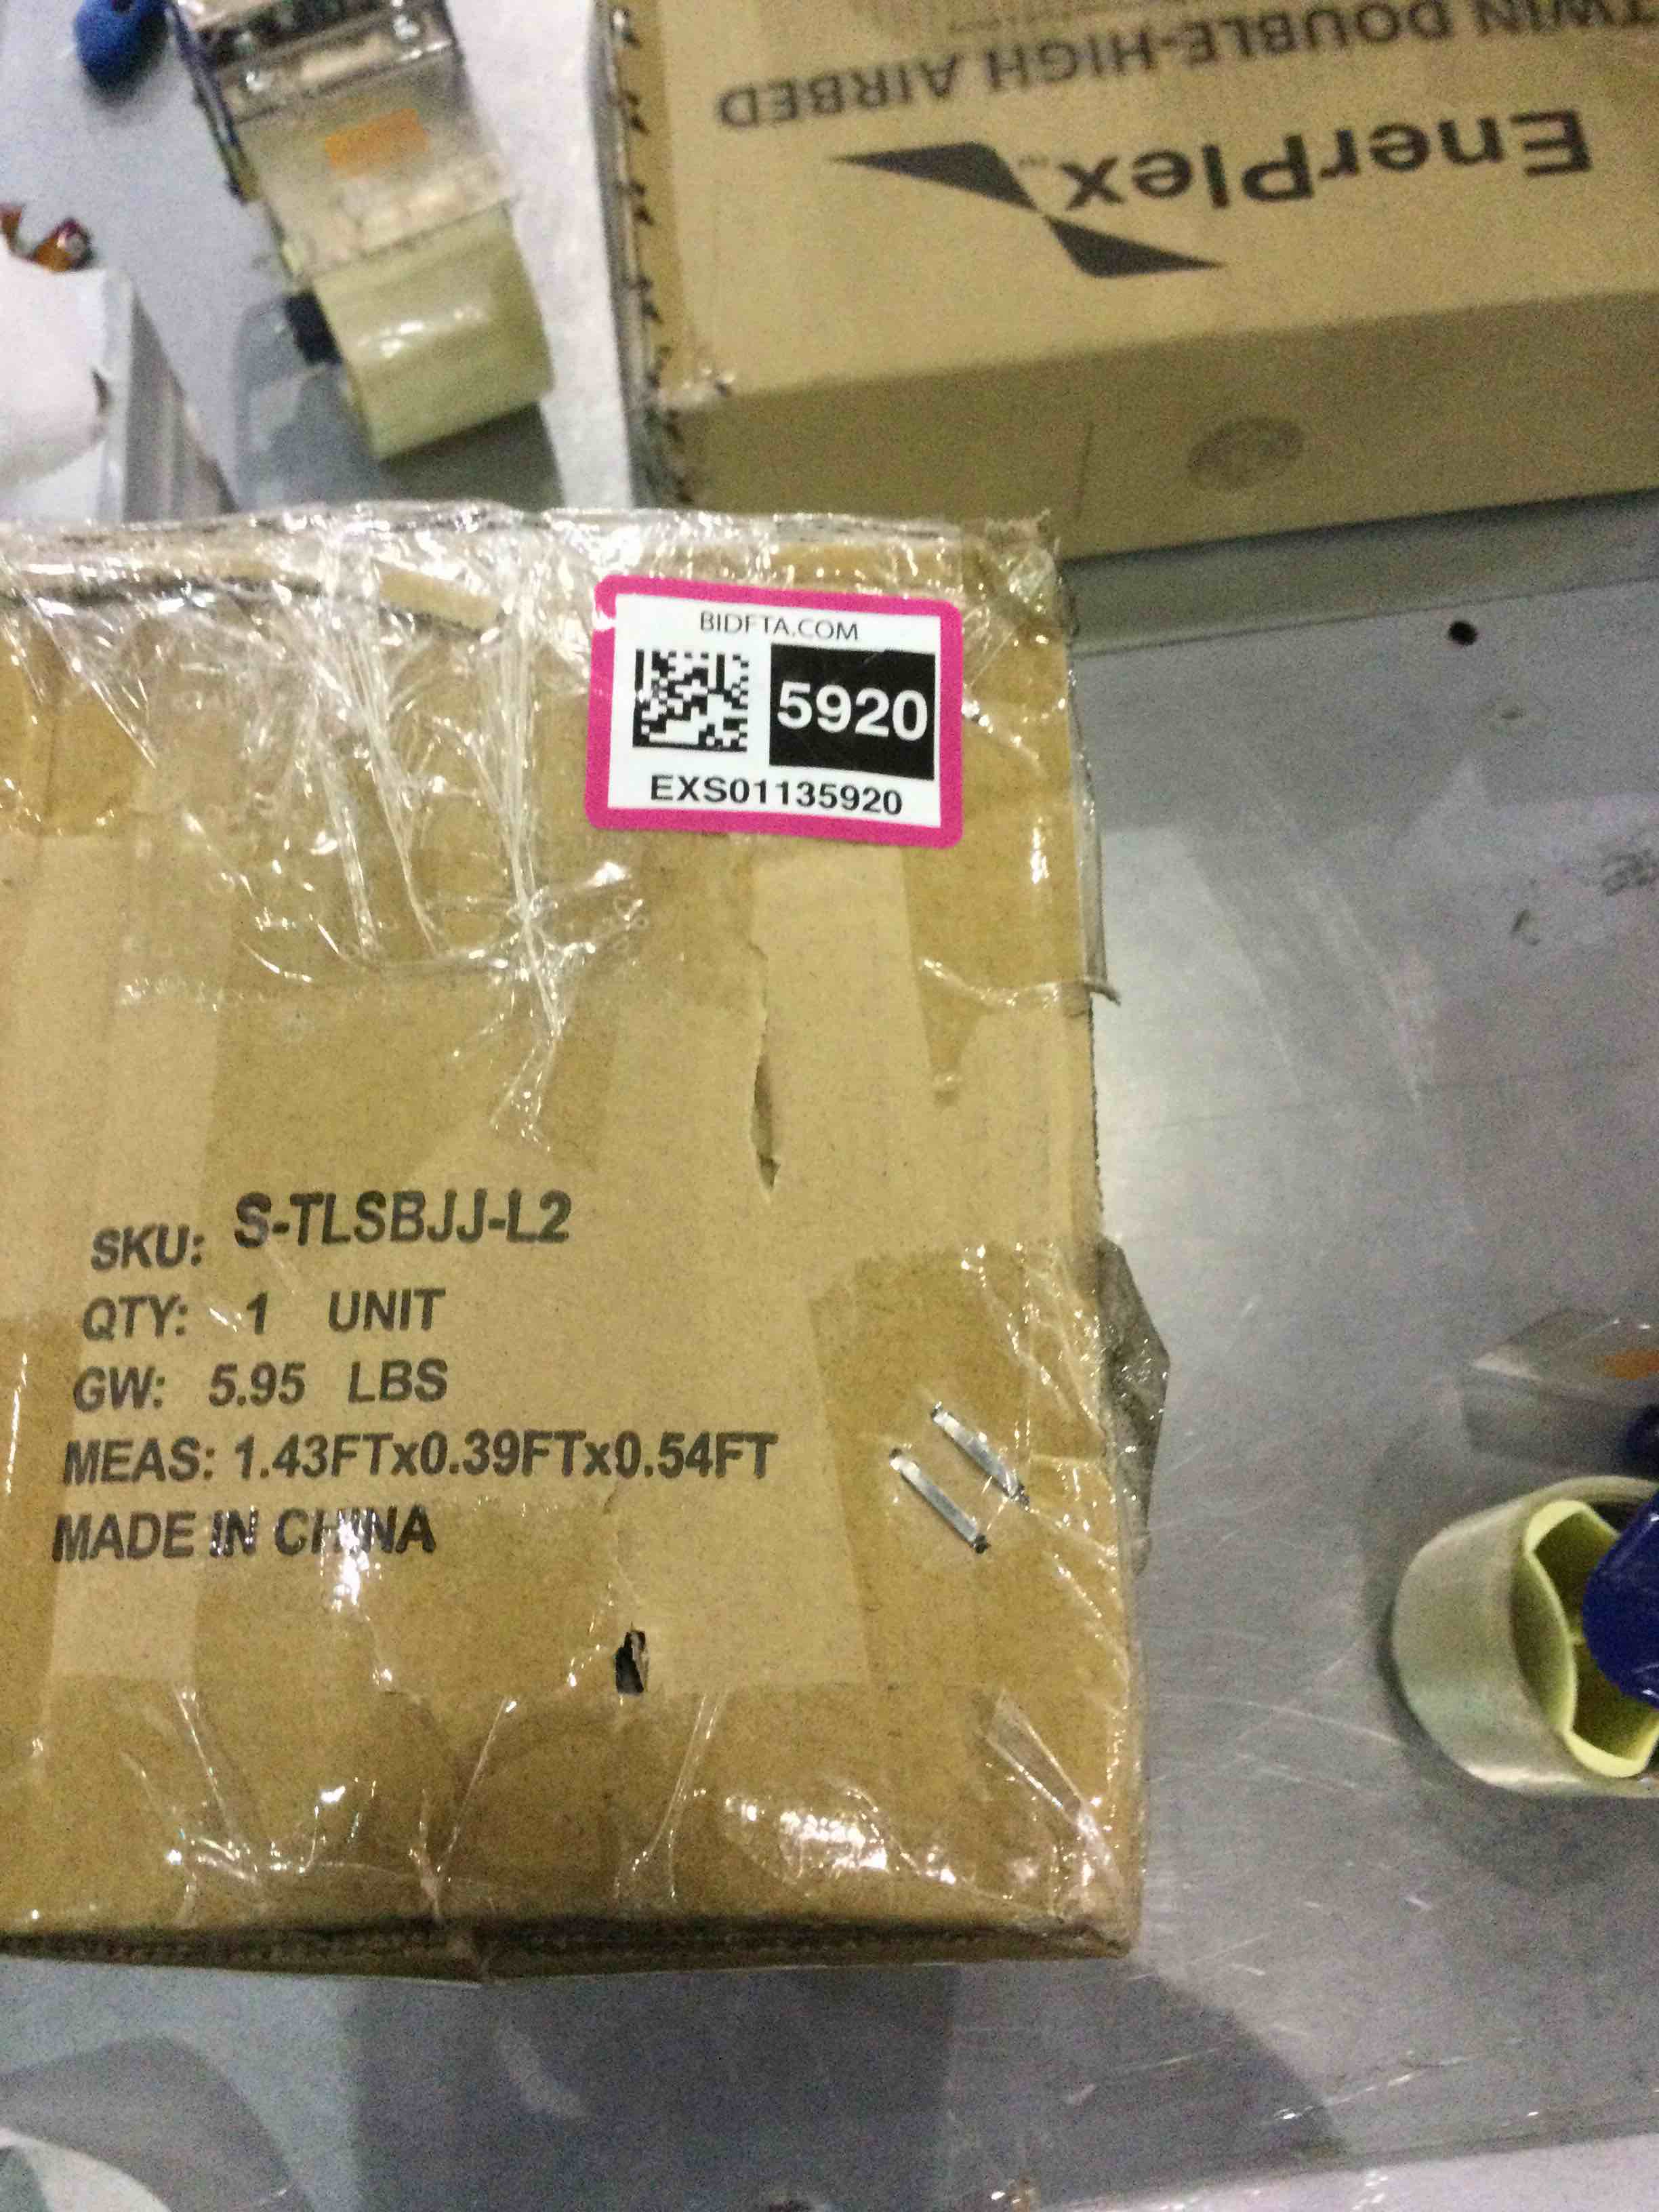 TWIN DOUBLE-HIGH AIRBED
EnerPlex
BIDFTA.COM
5920
EXS01135920
SKU: S-TLSBJJ-L2
QTY: 1 UNIT
GW: 5.95 LBS
MEAS: 1.43FTx0.39FTx0.54FT
MADE IN CHINA